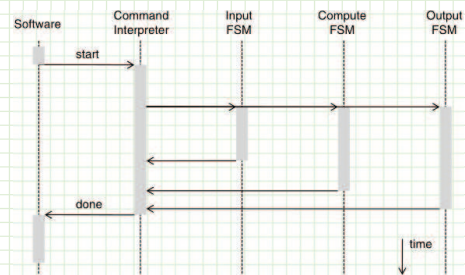 Software
Command
Interpreter
Input
FSM
Compute
FSM
Output
FSM
start
done
time